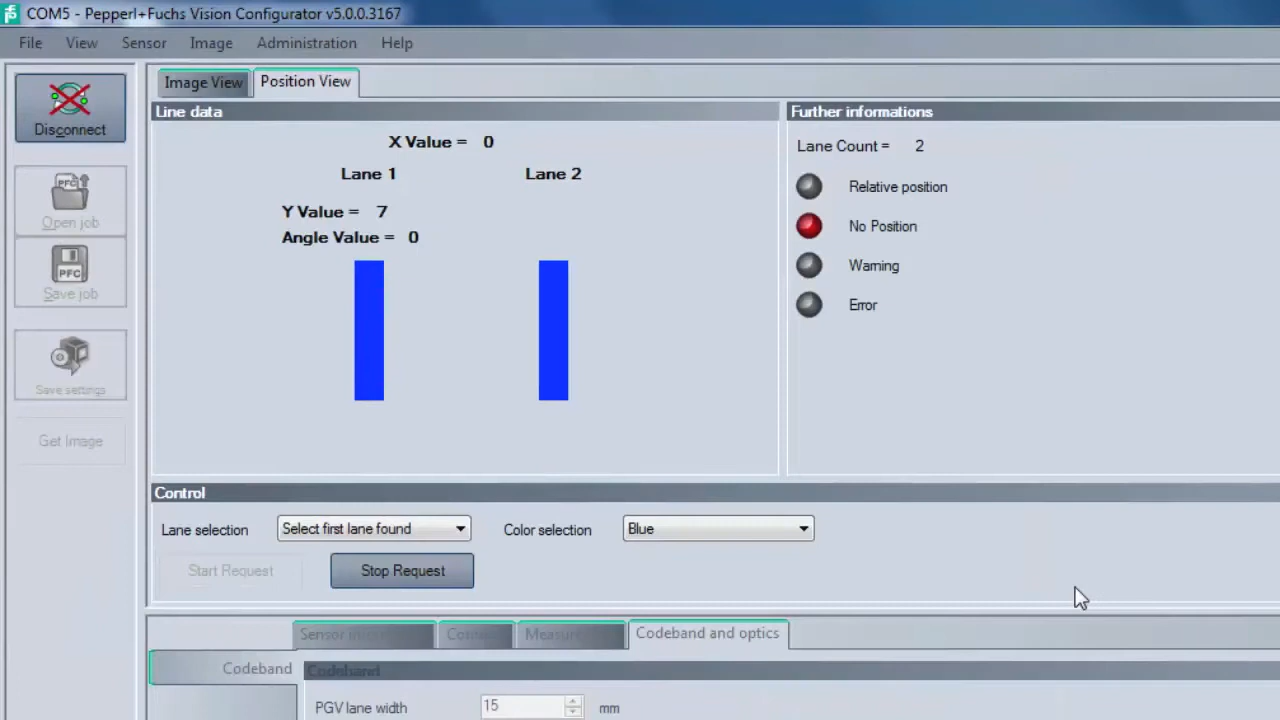 COM5 - Pepperl+Fuchs Vision Configurator v5.0.0.3167
File View Sensor Image Administration Help
Disconnect
Open job
Save job
Save settings
Get Image
Image View Position View
Line data
X Value = 0
Lane 1 Lane 2
Y Value = 7
Angle Value = 0
Further informations
Lane Count = 2
Relative position
No Position
Warning
Error
Control
Lane selection Select first lane found Color selection Blue
Start Request Stop Request
Sensor Codeband and optics
Codeband Codeband
PGV lane width 15 mm